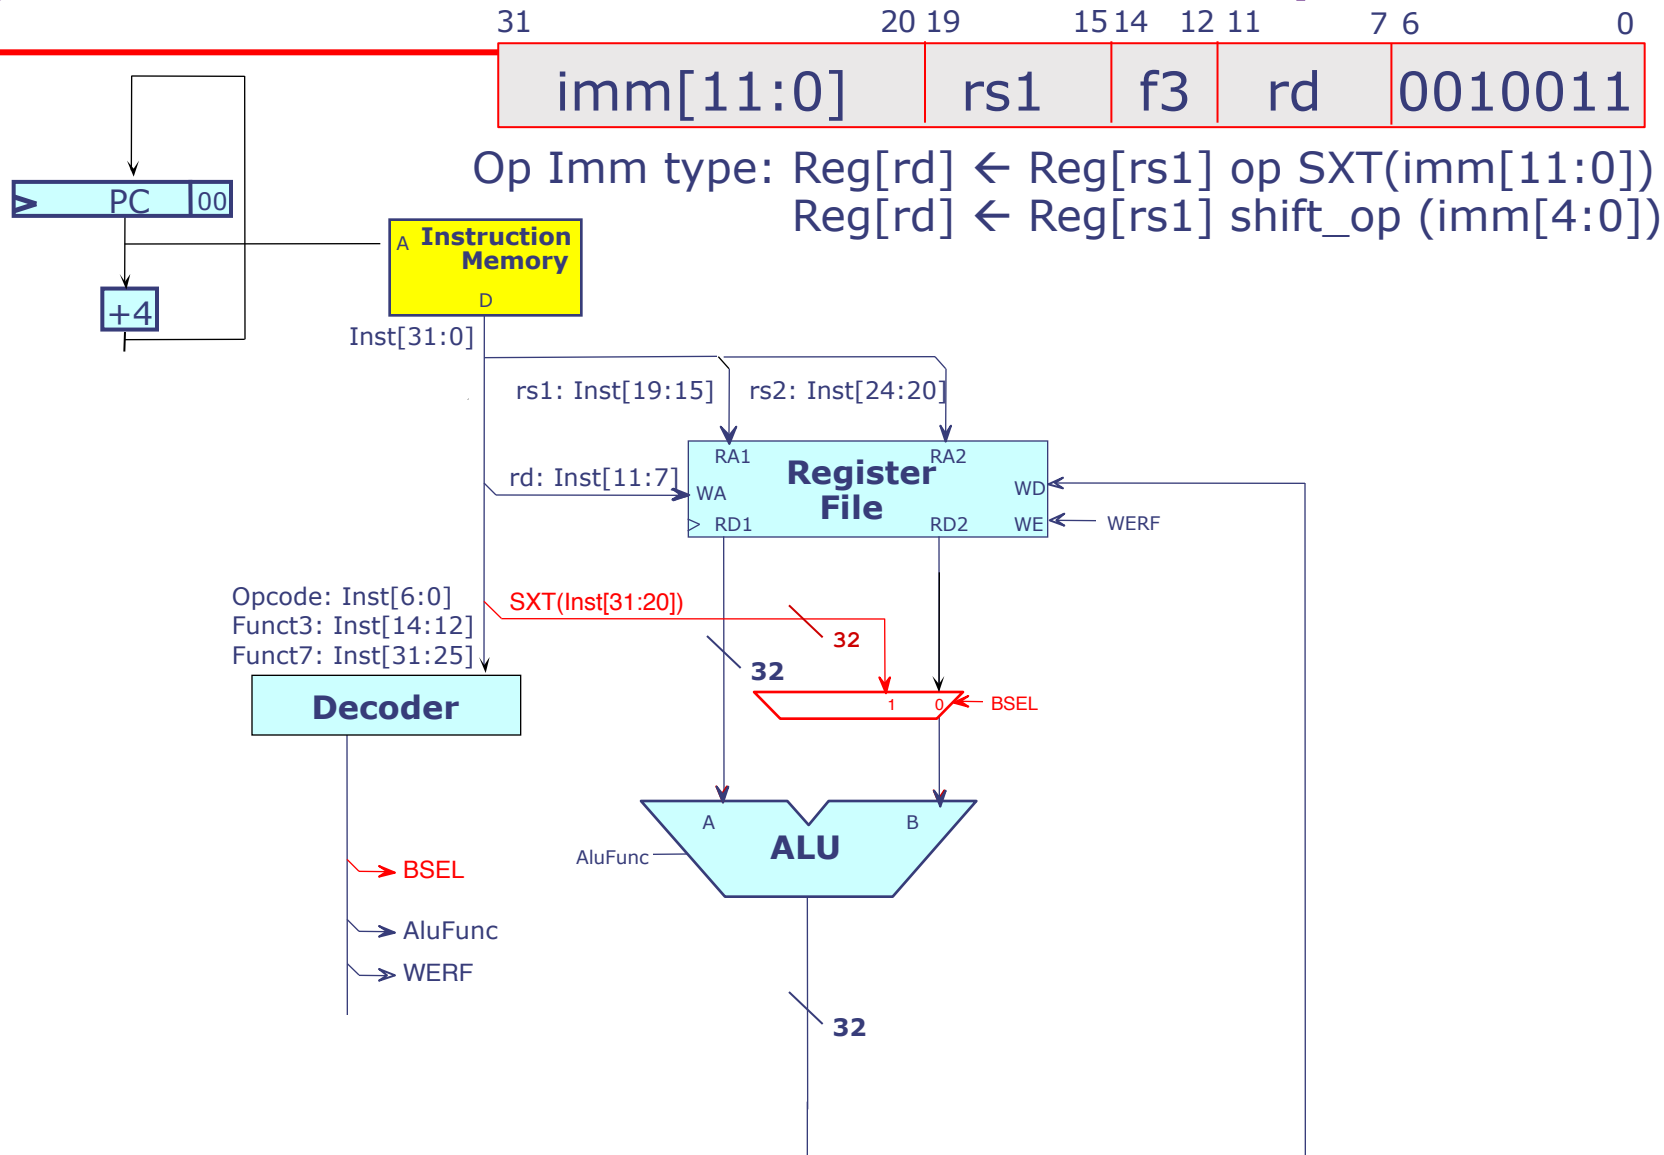 31 20 19 15 14 12 11 7 6 0
imm[11:0] rs1 f3 rd 0010011
Op Imm type: Reg[rd] ← Reg[rs1] op SXT(imm[11:0])
Reg[rd] ← Reg[rs1] shift_op (imm[4:0])
PC 00
+4
A Instruction
Memory
D
Inst[31:0]
rs1: Inst[19:15] rs2: Inst[24:20]
rd: Inst[11:7]
RA1 RA2
Register
File
WA WD
> RD1 RD2 WE
WERF
Opcode: Inst[6:0]
Funct3: Inst[14:12]
Funct7: Inst[31:25]
SXT(Inst[31:20])
32
32
Decoder
1 0
BSEL
A B
ALU
AluFunc
BSEL
AluFunc
WERF
32